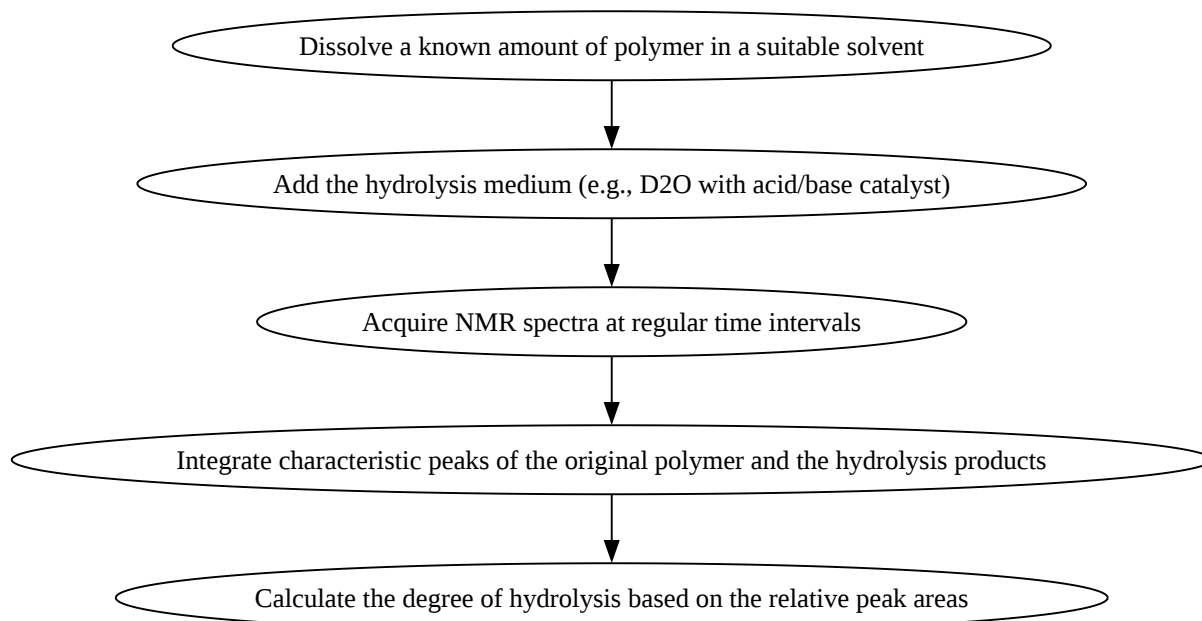 Dissolve a known amount of polymer in a suitable solvent
Add the hydrolysis medium (e.g., D2O with acid/base catalyst)
Acquire NMR spectra at regular time intervals
Integrate characteristic peaks of the original polymer and the hydrolysis products
Calculate the degree of hydrolysis based on the relative peak areas